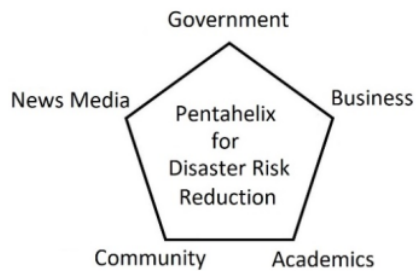 Government
News Media
Business
Pentahelix
for
Disaster Risk
Reduction
Community
Academics